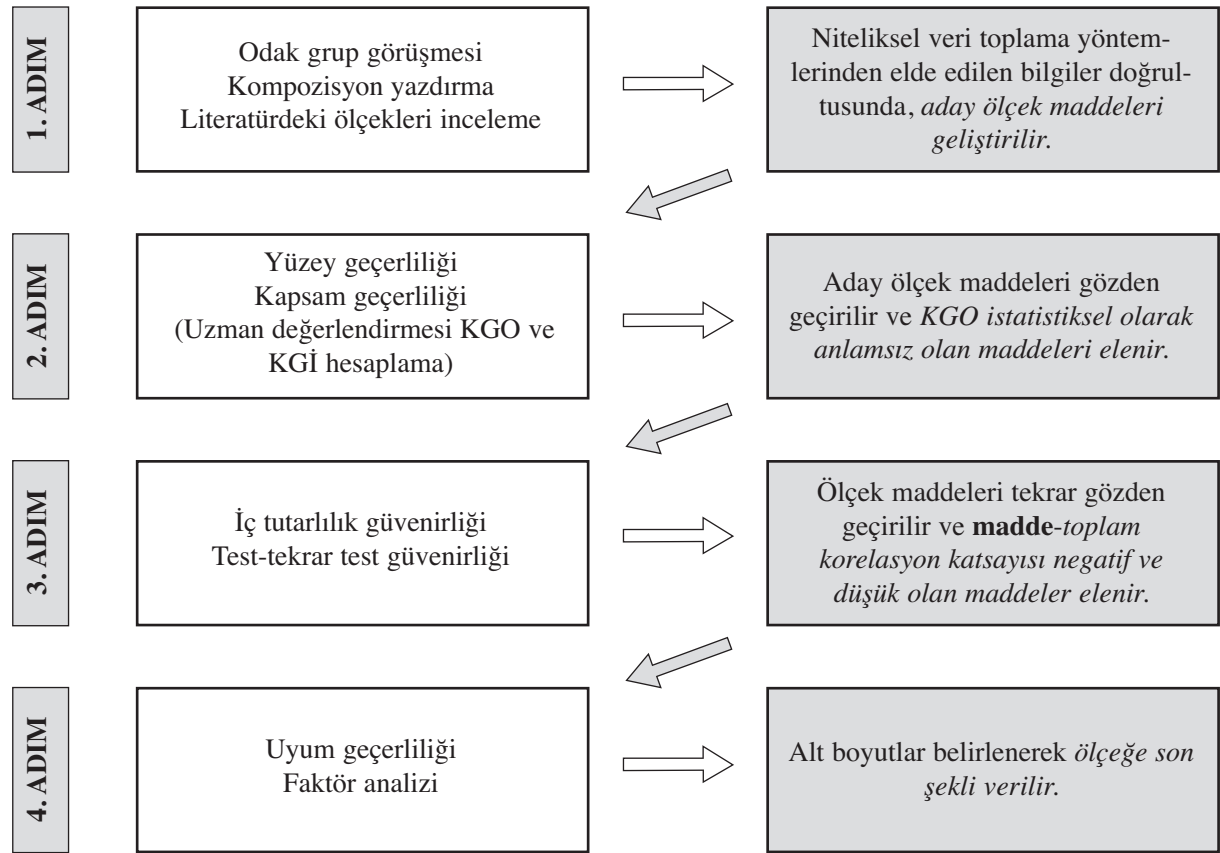 1. ADIM
Odak grup görüşmesi
Kompozisyon yazdırma
Literatürdeki ölçekleri inceleme
Niteliksel veri toplama yöntem-
lerinden elde edilen bilgiler doğrul-
tusunda, aday ölçek maddeleri
geliştirilir.
2. ADIM
Yüzey geçerliliği
Kapsam geçerliliği
(Uzman değerlendirmesi KGO ve
KGİ hesaplama)
Aday ölçek maddeleri gözden
geçirilir ve KGO istatistiksel olarak
anlamsız olan maddeleri elenir.
3. ADIM
İç tutarlılık güvenirliği
Test-tekrar test güvenirliği
Ölçek maddeleri tekrar gözden
geçirilir ve madde-toplam
korelasyon katsayısı negatif ve
düşük olan maddeler elenir.
4. ADIM
Uyum geçerliliği
Faktör analizi
Alt boyutlar belirlenerek ölçeğe son
şekli verilir.